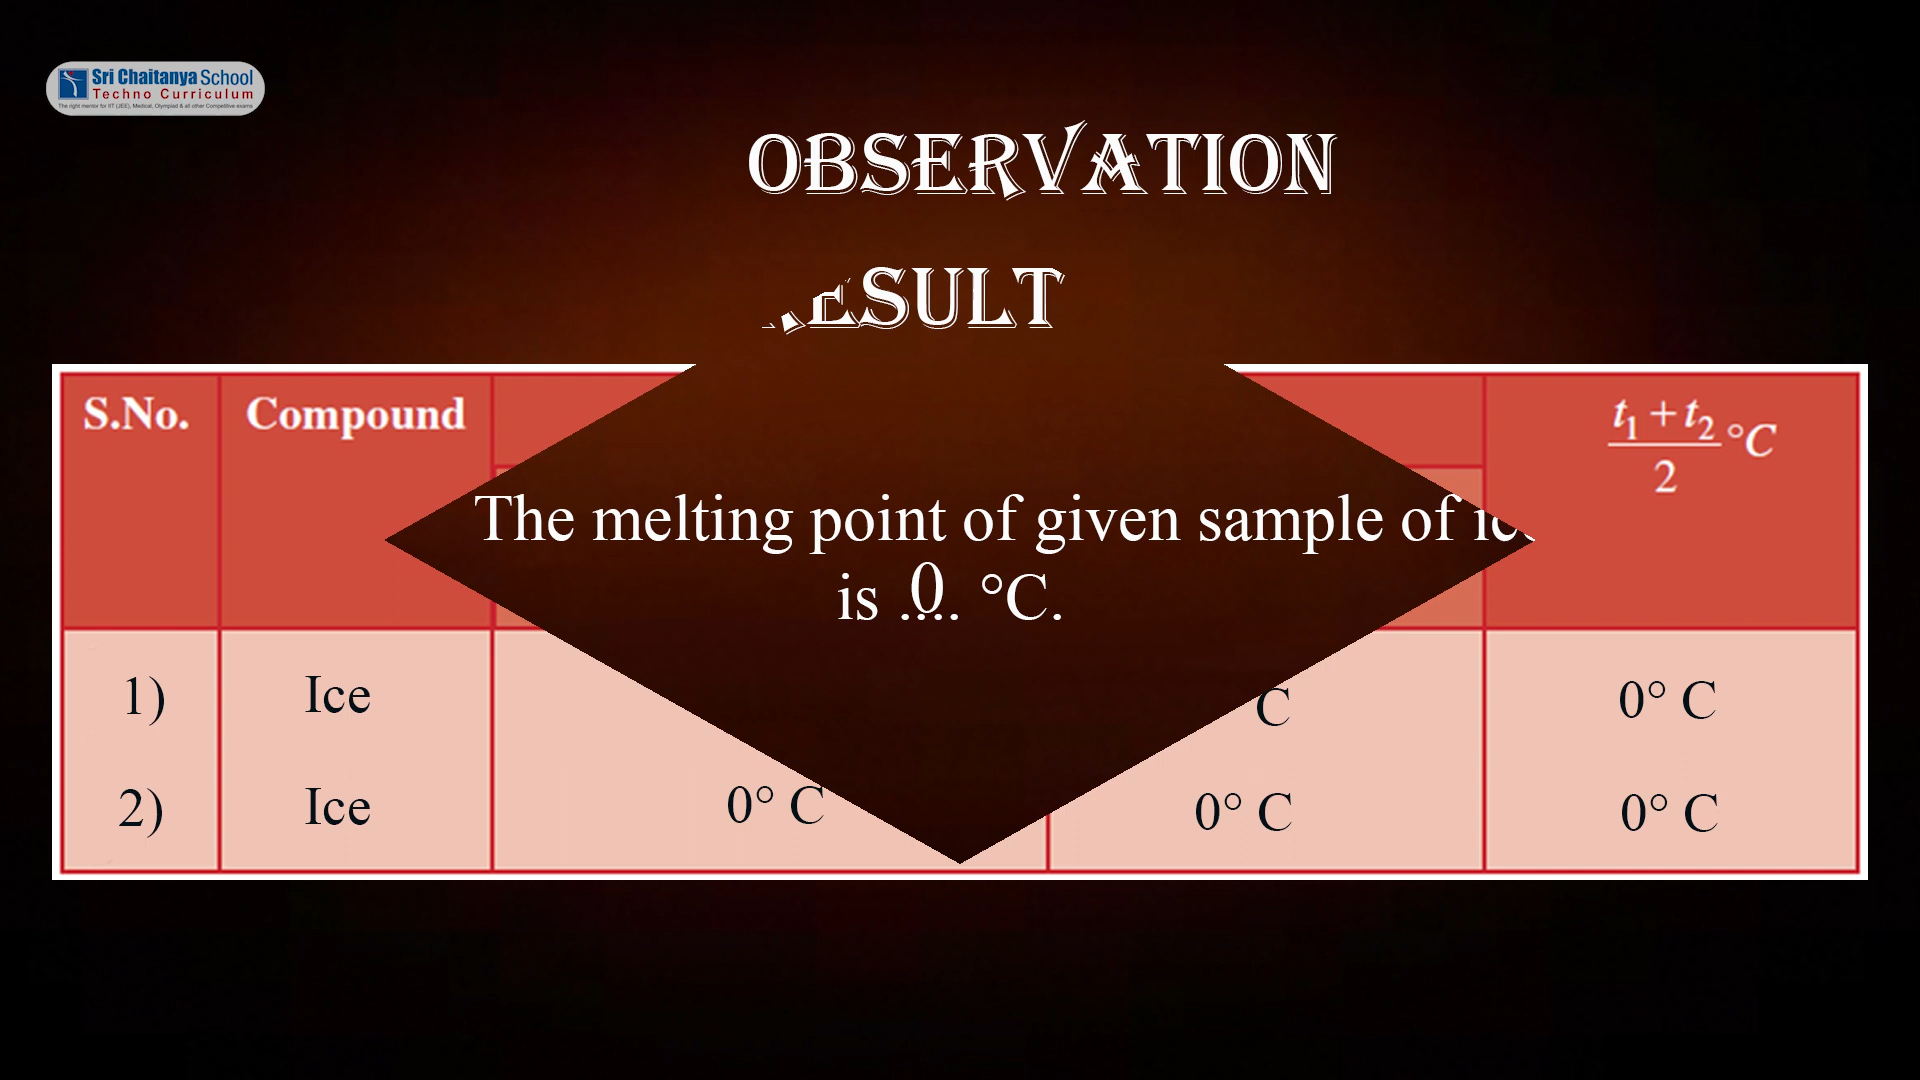 Sri Chaitanya School
Techno Curriculum
The right mentor for IIT (JEE), Medical, Olympiad & all other Competitive exams
OBSERVATION
ESULT
S.No. Compound t₁ + t₂ / 2 °C
The melting point of given sample of ice
is .0... °C.
1) Ice C 0° C
2) Ice 0° C 0° C 0° C